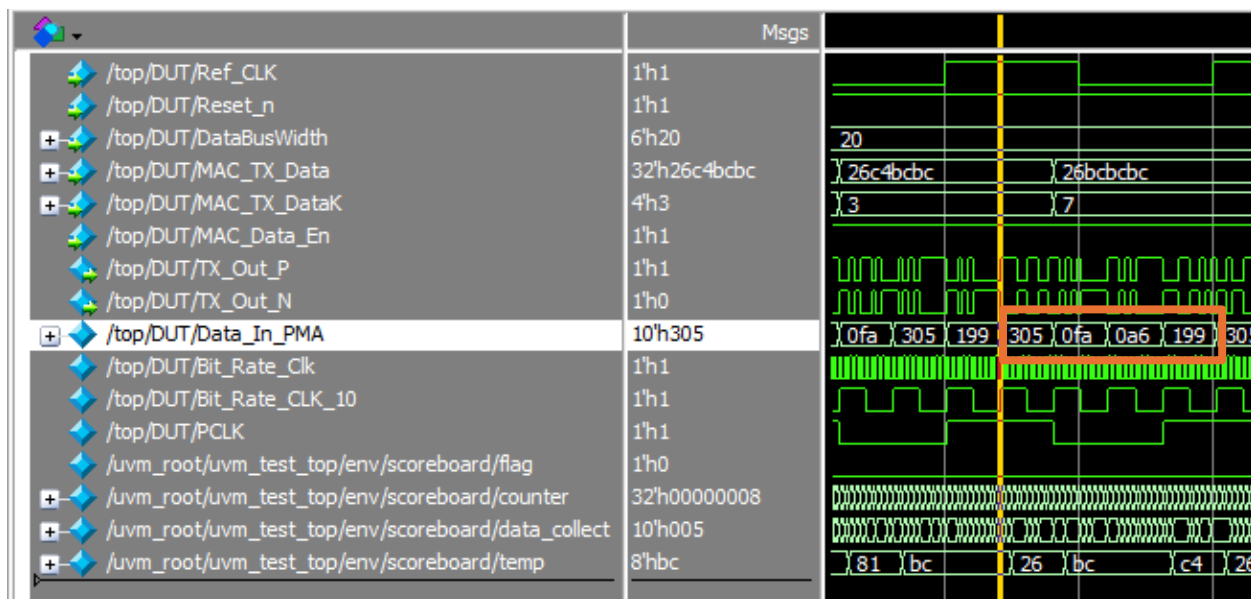 Msgs
/top/DUT/Ref_CLK 1'h1
/top/DUT/Reset_n 1'h1
/top/DUT/DataBusWidth 6'h20 20
/top/DUT/MAC_TX_Data 32'h26c4bcbc 26c4bcbc 26bcbcbc
/top/DUT/MAC_TX_DataK 4'h3 3 7
/top/DUT/MAC_Data_En 1'h1
/top/DUT/TX_Out_P 1'h1
/top/DUT/TX_Out_N 1'h0
/top/DUT/Data_In_PMA 10'h305 0fa 305 199 305 0fa 0a6 199 305
/top/DUT/Bit_Rate_Clk 1'h1
/top/DUT/Bit_Rate_CLK_10 1'h1
/top/DUT/PCLK 1'h1
/uvm_root/uvm_test_top/env/scoreboard/flag 1'h0
/uvm_root/uvm_test_top/env/scoreboard/counter 32'h00000008
/uvm_root/uvm_test_top/env/scoreboard/data_collect 10'h005
/uvm_root/uvm_test_top/env/scoreboard/temp 8'hbc 81 bc 26 bc c4 26